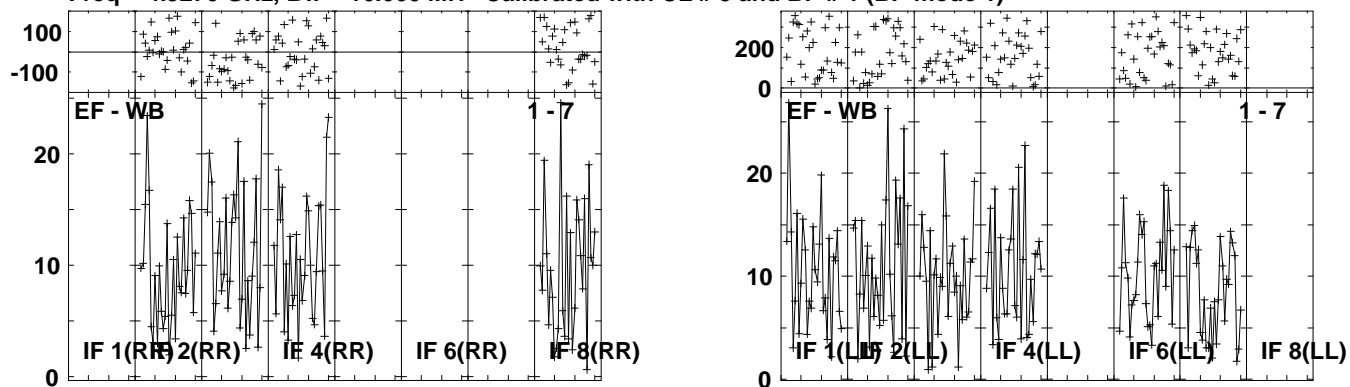 100
-100
EF - WB
1 - 7
20
10
0
IF 1(RR)
IF 2(RR)
IF 4(RR)
IF 6(RR)
IF 8(RR)
200
0
EF - WB
1 - 7
20
10
0
IF 1(LL)
IF 2(LL)
IF 4(LL)
IF 6(LL)
IF 8(LL)